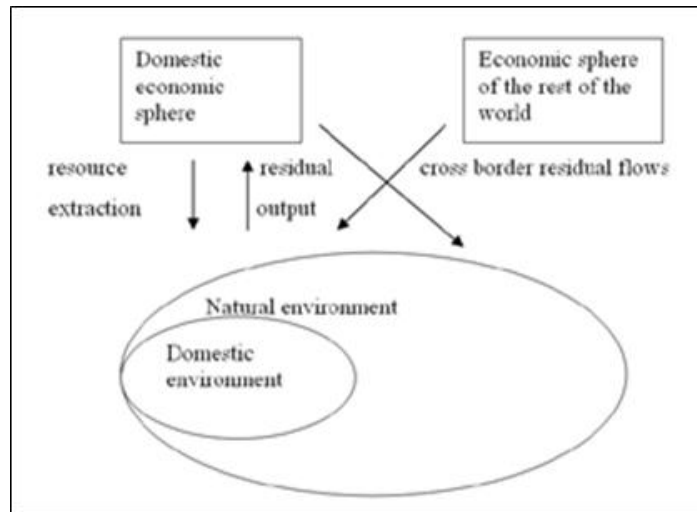 Domestic
economic
sphere
Economic sphere
of the rest of the
world
resource
extraction
residual
output
cross border residual flows
Natural environment
Domestic
environment